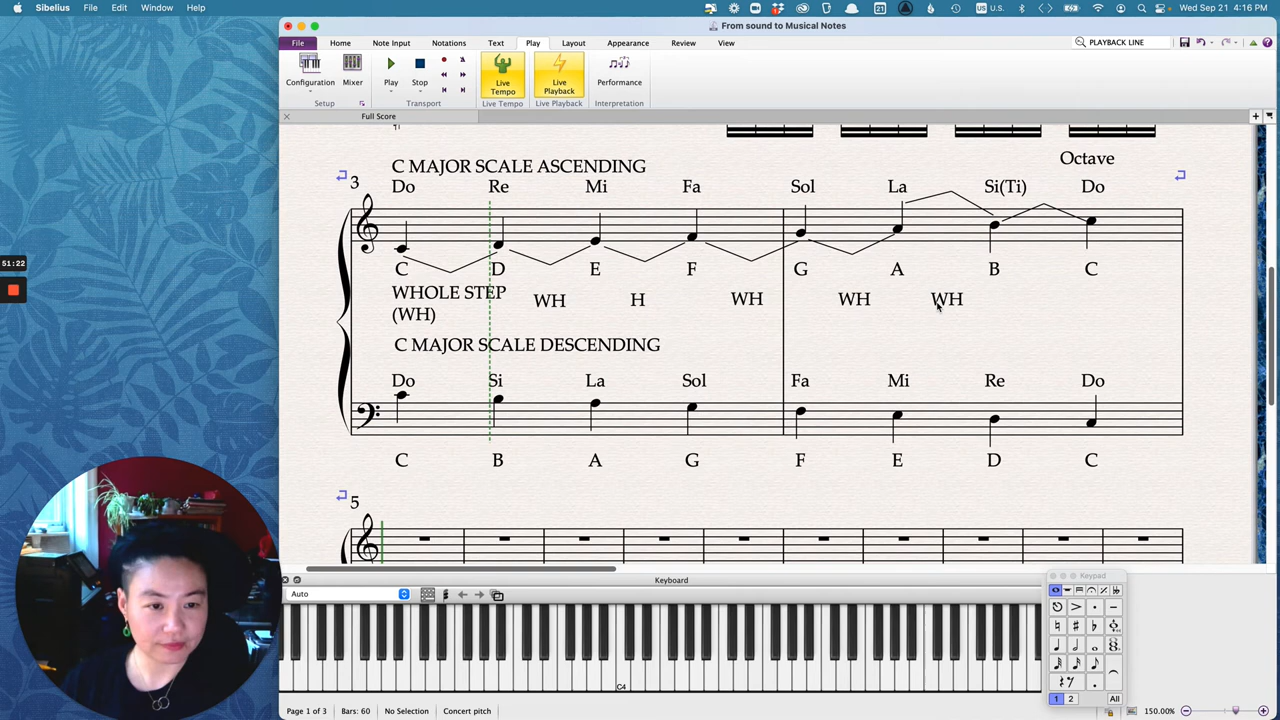 Sibelius File Edit View Window Help 21 U.S. Wed Sep 21 4:16 PM
From sound to Musical Notes
File Home Note Input Notations Text Play Layout Appearance Review View PLAYBACK LINE
Configuration Mixer Play Stop Live Tempo Live Playback Performance
Setup Transport Live Tempo Live Playback Interpretation
Full Score
Octave
C MAJOR SCALE ASCENDING
3 Do Re Mi Fa Sol La Si(Ti) Do
51:22
C D E F G A B C
WHOLE STEP (WH) WH H WH WH WH
C MAJOR SCALE DESCENDING
Do Si La Sol Fa Mi Re Do
C B A G F E D C
5
Keyboard
Keypad
Auto
C4
1 2 All
Page 1 of 3 Bars: 60 No Selection Concert pitch 150.00%